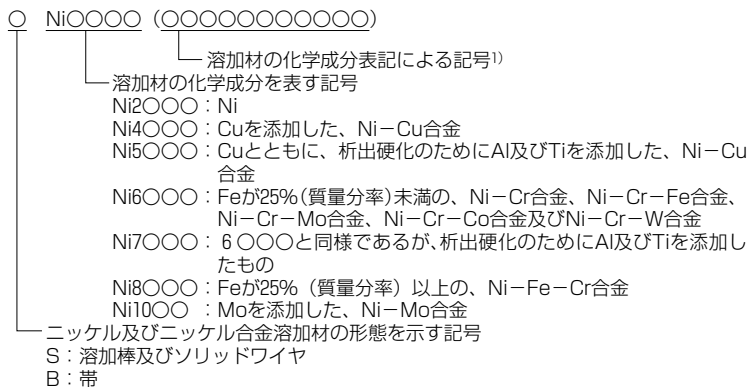 ○ Ni○○○○（○○○○○○○○○○○）
溶加材の化学成分表記による記号1)
溶加材の化学成分を表す記号
Ni2○○○：Ni
Ni4○○○：Cuを添加した、Ni－Cu合金
Ni5○○○：Cuとともに、析出硬化のためにAl及びTiを添加した、Ni－Cu
合金
Ni6○○○：Feが25%（質量分率）未満の、Ni－Cr合金、Ni－Cr－Fe合金、
Ni－Cr－Mo合金、Ni－Cr－Co合金及びNi－Cr－W合金
Ni7○○○：6○○○と同様であるが、析出硬化のためにAl及びTiを添加し
たもの
Ni8○○○：Feが25%（質量分率）以上の、Ni－Fe－Cr合金
Ni10○○ ：Moを添加した、Ni－Mo合金
ニッケル及びニッケル合金溶加材の形態を示す記号
S：溶加棒及びソリッドワイヤ
B：帯